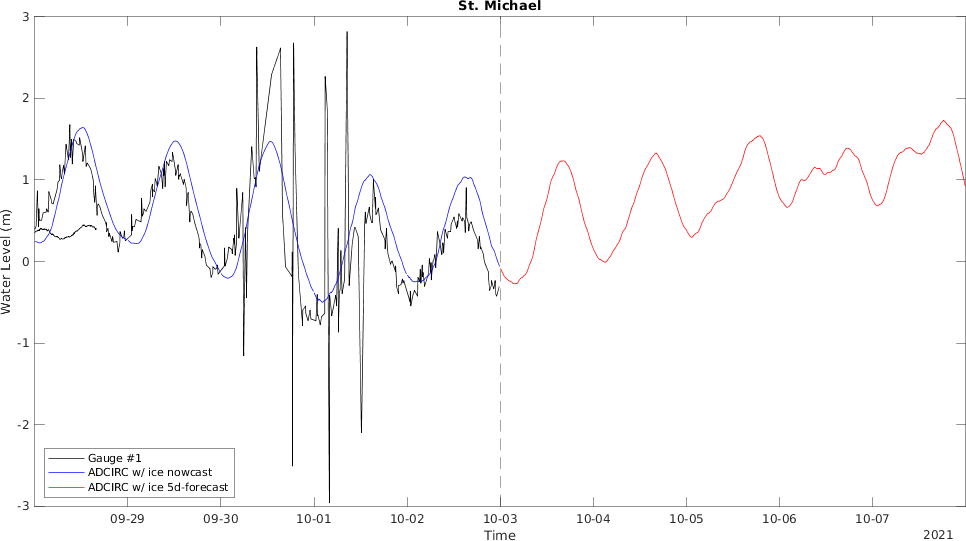 St. Michael
3
2
1
0
-1
-2
-3
Water Level (m)
Gauge #1
ADCIRC w/ ice nowcast
ADCIRC w/ ice 5d-forecast
09-29 09-30 10-01 10-02 10-03 10-04 10-05 10-06 10-07
Time
2021